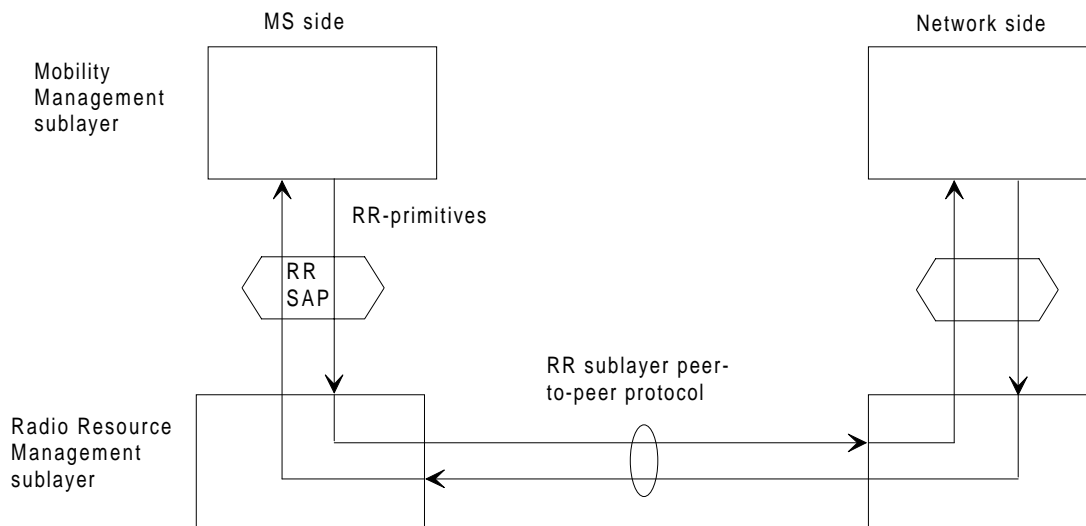 MS side
Network side
Mobility
Management
sublayer
RR-primitives
RR
SAP
RR sublayer peer-
to-peer protocol
Radio Resource
Management
sublayer